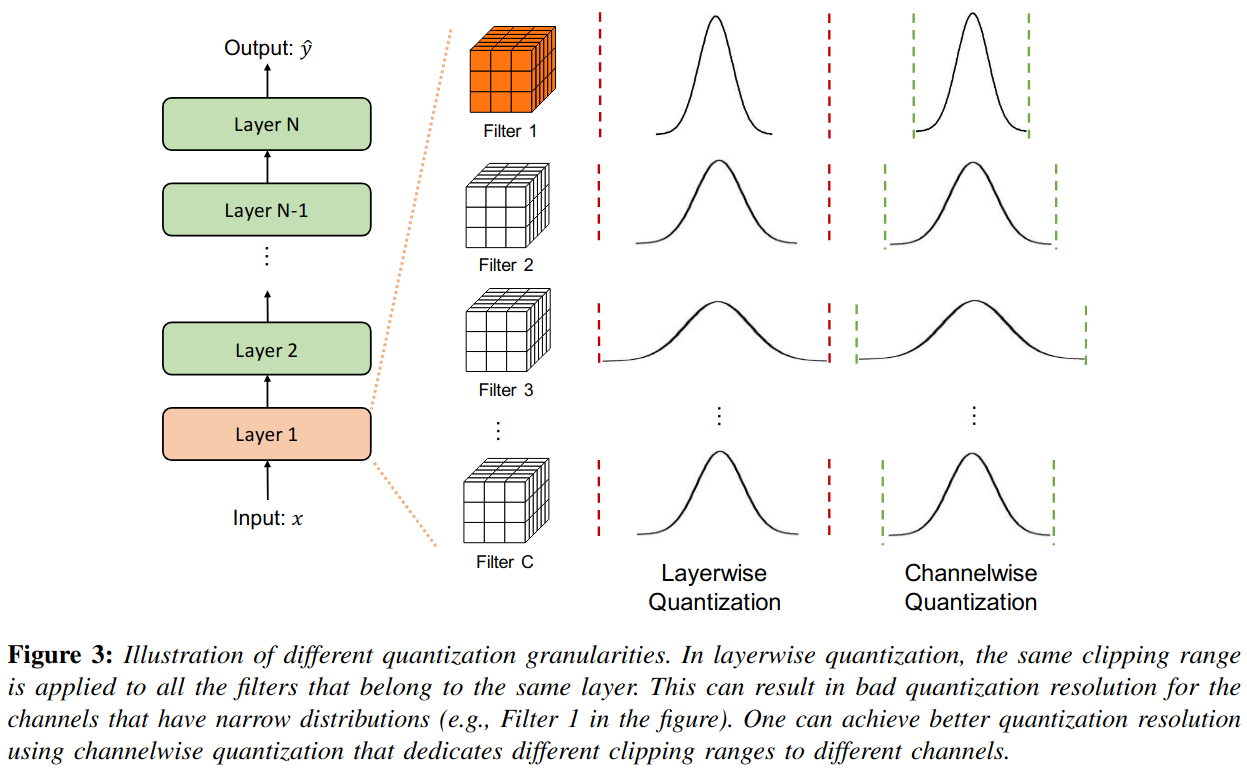 Output: ŷ
Layer N
Layer N-1
⋮
Layer 2
Layer 1
Input: x
Filter 1
Filter 2
Filter 3
⋮
Filter C
⋮
Layerwise
Quantization
⋮
Channelwise
Quantization
Figure 3: Illustration of different quantization granularities. In layerwise quantization, the same clipping range
is applied to all the filters that belong to the same layer. This can result in bad quantization resolution for the
channels that have narrow distributions (e.g., Filter 1 in the figure). One can achieve better quantization resolution
using channelwise quantization that dedicates different clipping ranges to different channels.